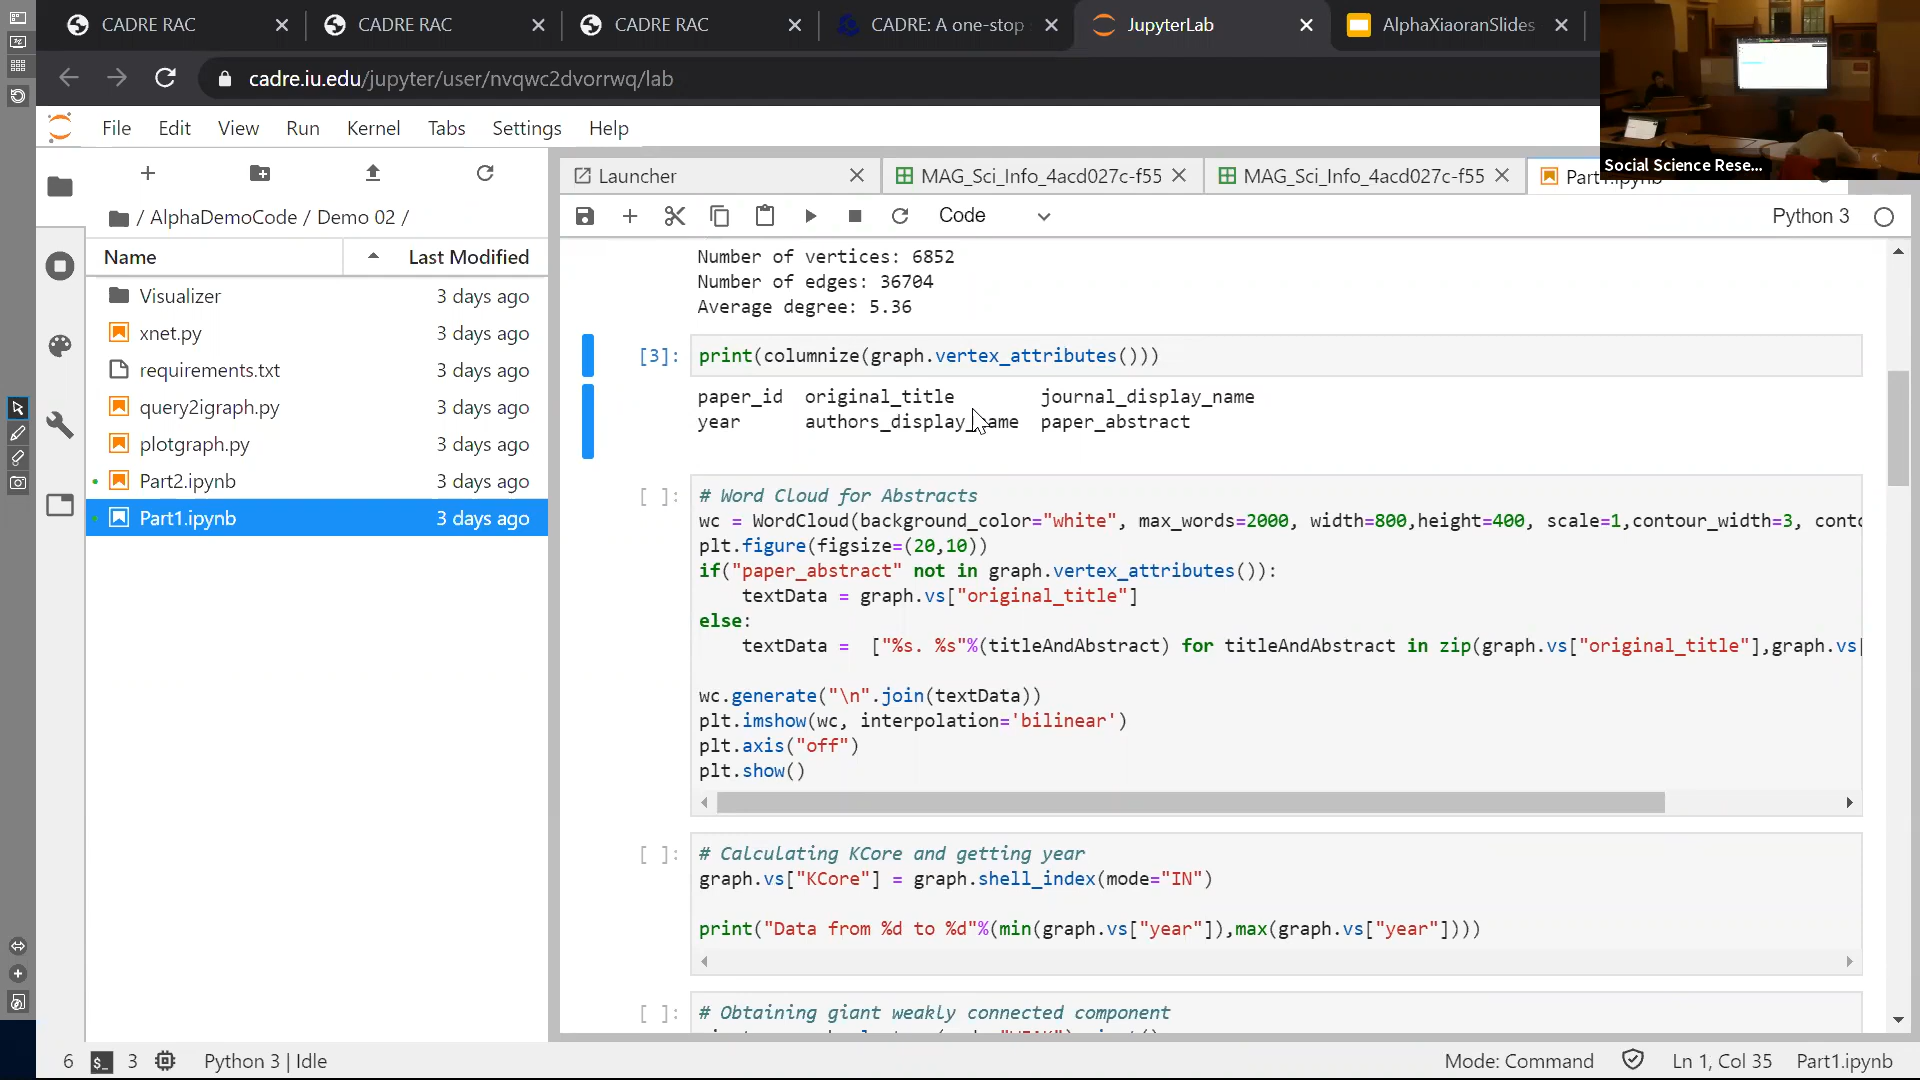 CADRE RAC
CADRE RAC
CADRE RAC
CADRE: A one-stop
JupyterLab
AlphaXiaoranSlides
cadre.iu.edu/jupyter/user/nvqwc2dvorrwq/lab
Social Science Rese...
File Edit View Run Kernel Tabs Settings Help
Launcher
MAG_Sci_Info_4acd027c-f55
MAG_Sci_Info_4acd027c-f55
Part1.ipynb
/ AlphaDemoCode / Demo 02 /
Code
Python 3
Name Last Modified
Visualizer 3 days ago
xnet.py 3 days ago
requirements.txt 3 days ago
query2igraph.py 3 days ago
plotgraph.py 3 days ago
Part2.ipynb 3 days ago
Part1.ipynb 3 days ago
Number of vertices: 6852
Number of edges: 36704
Average degree: 5.36
[3]: print(columnize(graph.vertex_attributes()))
paper_id original_title journal_display_name
year authors_display_name paper_abstract
[ ]: # Word Cloud for Abstracts
wc = WordCloud(background_color="white", max_words=2000, width=800,height=400, scale=1,contour_width=3, conto
plt.figure(figsize=(20,10))
if("paper_abstract" not in graph.vertex_attributes()):
textData = graph.vs["original_title"]
else:
textData = ["%s. %s"%(titleAndAbstract) for titleAndAbstract in zip(graph.vs["original_title"],graph.vs[
wc.generate("\n".join(textData))
plt.imshow(wc, interpolation='bilinear')
plt.axis("off")
plt.show()
[ ]: # Calculating KCore and getting year
graph.vs["KCore"] = graph.shell_index(mode="IN")
print("Data from %d to %d"%(min(graph.vs["year"]),max(graph.vs["year"])))
[ ]: # Obtaining giant weakly connected component
6 $_ 3 Python 3 | Idle
Mode: Command Ln 1, Col 35 Part1.ipynb